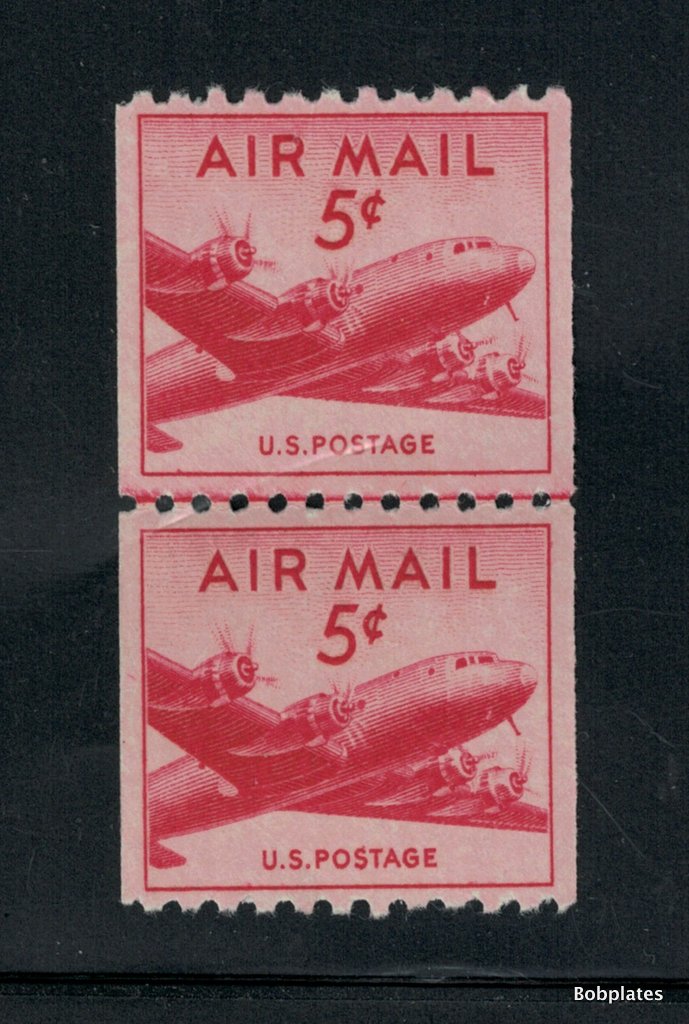 AIR MAIL
5¢
U.S.POSTAGE
AIR MAIL
5¢
U.S.POSTAGE
Bobplates